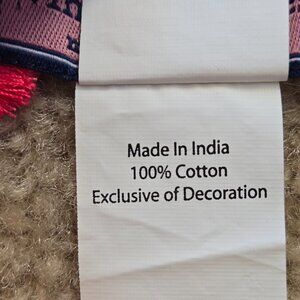 Made In India
100% Cotton
Exclusive of Decoration